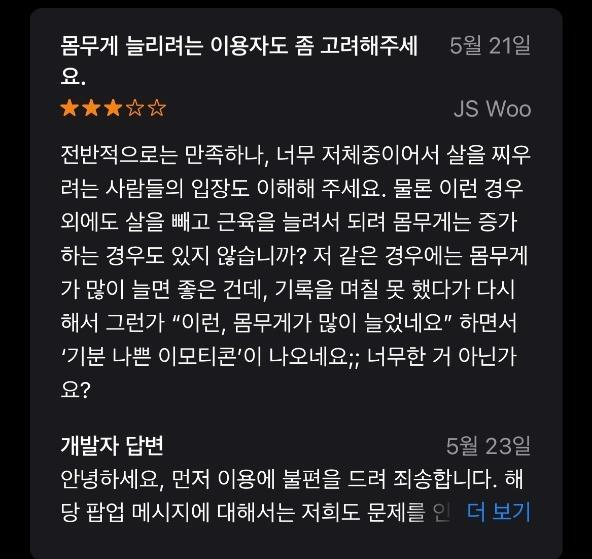 몸무게 늘리려는 이용자도 좀 고려해주세 5월 21일
요.
★★★☆☆ JS Woo
전반적으로는 만족하나, 너무 저체중이어서 살을 찌우
려는 사람들의 입장도 이해해 주세요. 물론 이런 경우
외에도 살을 빼고 근육을 늘려서 되려 몸무게는 증가
하는 경우도 있지 않습니까? 저 같은 경우에는 몸무게
가 많이 늘면 좋은 건데, 기록을 며칠 못 했다가 다시
해서 그런가 “이런, 몸무게가 많이 늘었네요” 하면서
‘기분 나쁜 이모티콘’이 나오네요;; 너무한 거 아닌가
요?
개발자 답변 5월 23일
안녕하세요, 먼저 이용에 불편을 드려 죄송합니다. 해
당 팝업 메시지에 대해서는 저희도 문제를 인 더 보기